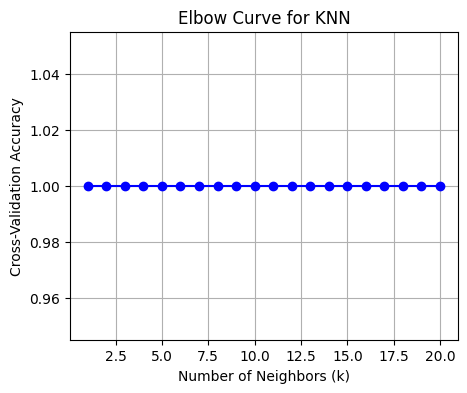 Elbow Curve for KNN
Cross-Validation Accuracy
1.04
1.02
1.00
0.98
0.96
2.5 5.0 7.5 10.0 12.5 15.0 17.5 20.0
Number of Neighbors (k)